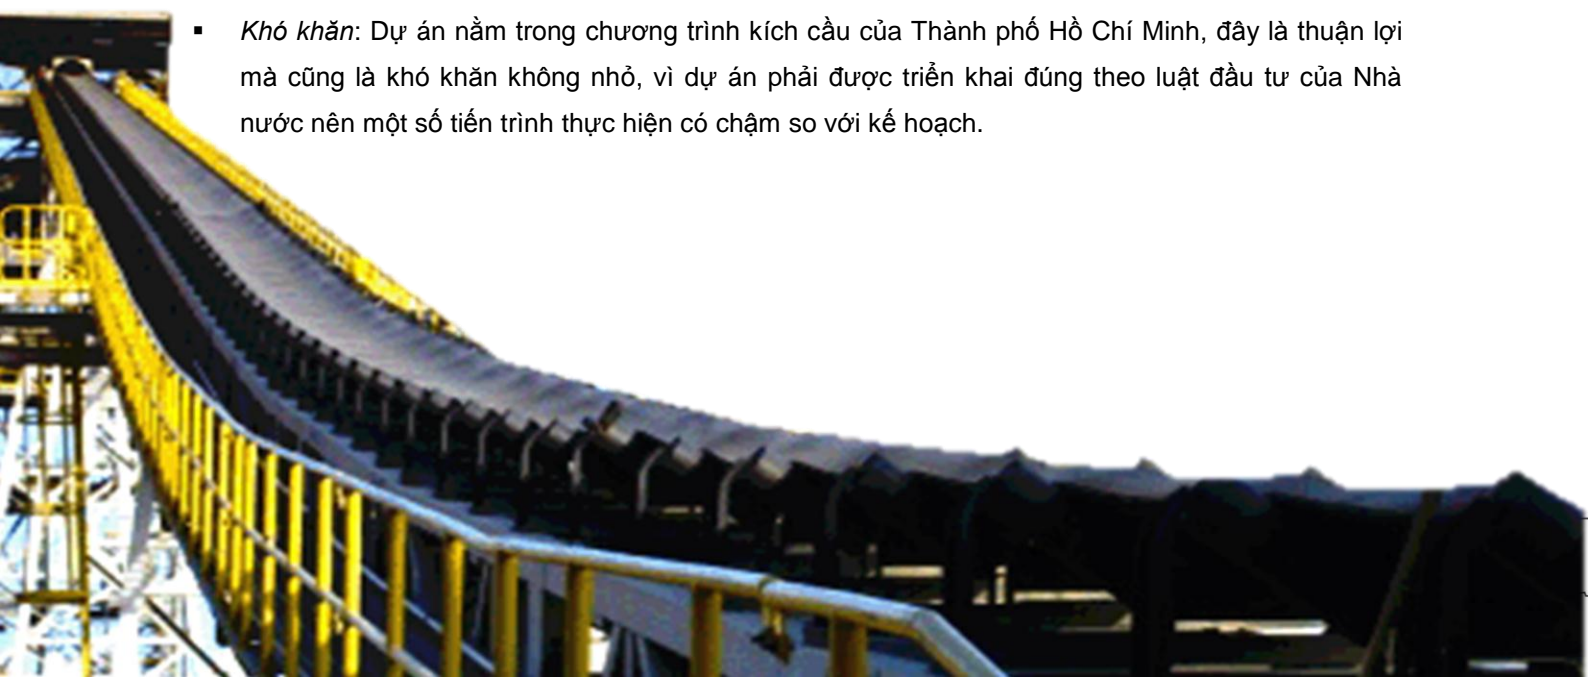 ▪ Khó khăn: Dự án nằm trong chương trình kích cầu của Thành phố Hồ Chí Minh, đây là thuận lợi
mà cũng là khó khăn không nhỏ, vì dự án phải được triển khai đúng theo luật đầu tư của Nhà
nước nên một số tiến trình thực hiện có chậm so với kế hoạch.